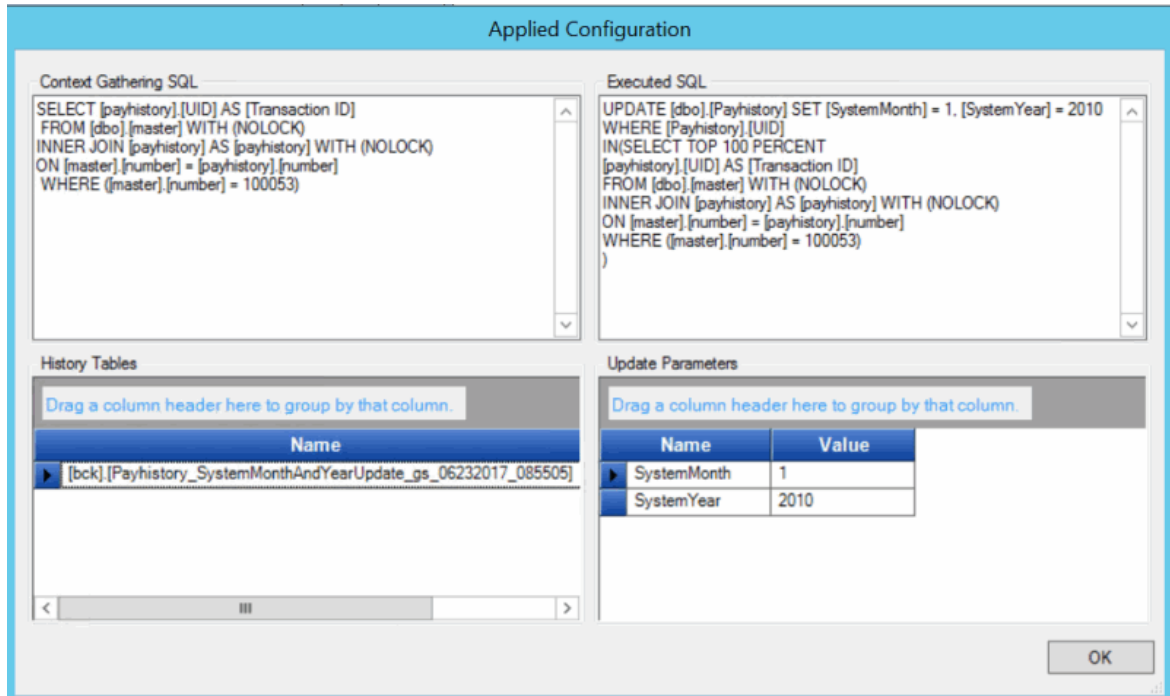 Applied Configuration
Context Gathering SQL
SELECT [payhistory].[UID] AS [Transaction ID]
FROM [dbo].[master] WITH (NOLOCK)
INNER JOIN [payhistory] AS [payhistory] WITH (NOLOCK)
ON [master].[number] = [payhistory].[number]
WHERE ([master].[number] = 100053)
Executed SQL
UPDATE [dbo].[Payhistory] SET [SystemMonth] = 1, [SystemYear] = 2010
WHERE [Payhistory].[UID]
IN(SELECT TOP 100 PERCENT
[payhistory].[UID] AS [Transaction ID]
FROM [dbo].[master] WITH (NOLOCK)
INNER JOIN [payhistory] AS [payhistory] WITH (NOLOCK)
ON [master].[number] = [payhistory].[number]
WHERE ([master].[number] = 100053)
)
History Tables
Drag a column header here to group by that column.
Name
[bck].[Payhistory_SystemMonthAndYearUpdate_gs_06232017_085505]
Update Parameters
Drag a column header here to group by that column.
Name Value
SystemMonth 1
SystemYear 2010
OK